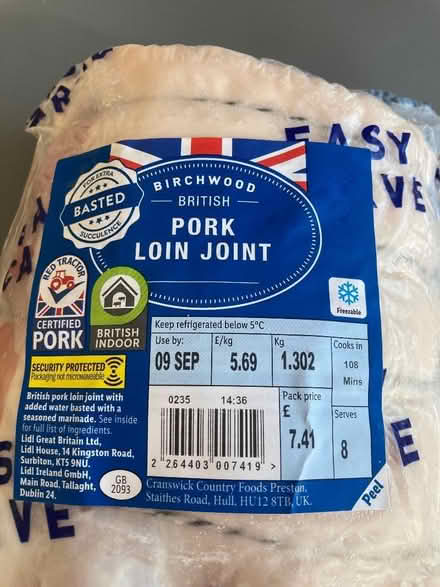 EASY
VE
FOR EXTRA
BASTED
SUCCULENCE
BIRCHWOOD
BRITISH
PORK
LOIN JOINT
RED TRACTOR
CERTIFIED
PORK
BRITISH
INDOOR
Freezable
SECURITY PROTECTED
Packaging not microwaveable
Keep refrigerated below 5°C
Use by:
£/kg
Kg
Cooks in
09 SEP
5.69
1.302
108
Mins
0235
14:36
Pack price
£
7.41
Serves
8
2 264403 007419 >
British pork loin joint with
added water basted with a
seasoned marinade. See inside
for full list of ingredients.
Lidl Great Britain Ltd,
Lidl House, 14 Kingston Road,
Surbiton, KT5 9NU.
Lidl Ireland GmbH,
Main Road, Tallaght,
Dublin 24.
GB
2093
Cranswick Country Foods Preston,
Staithes Road, Hull, HU12 8TB, UK.
Peel
VE
E